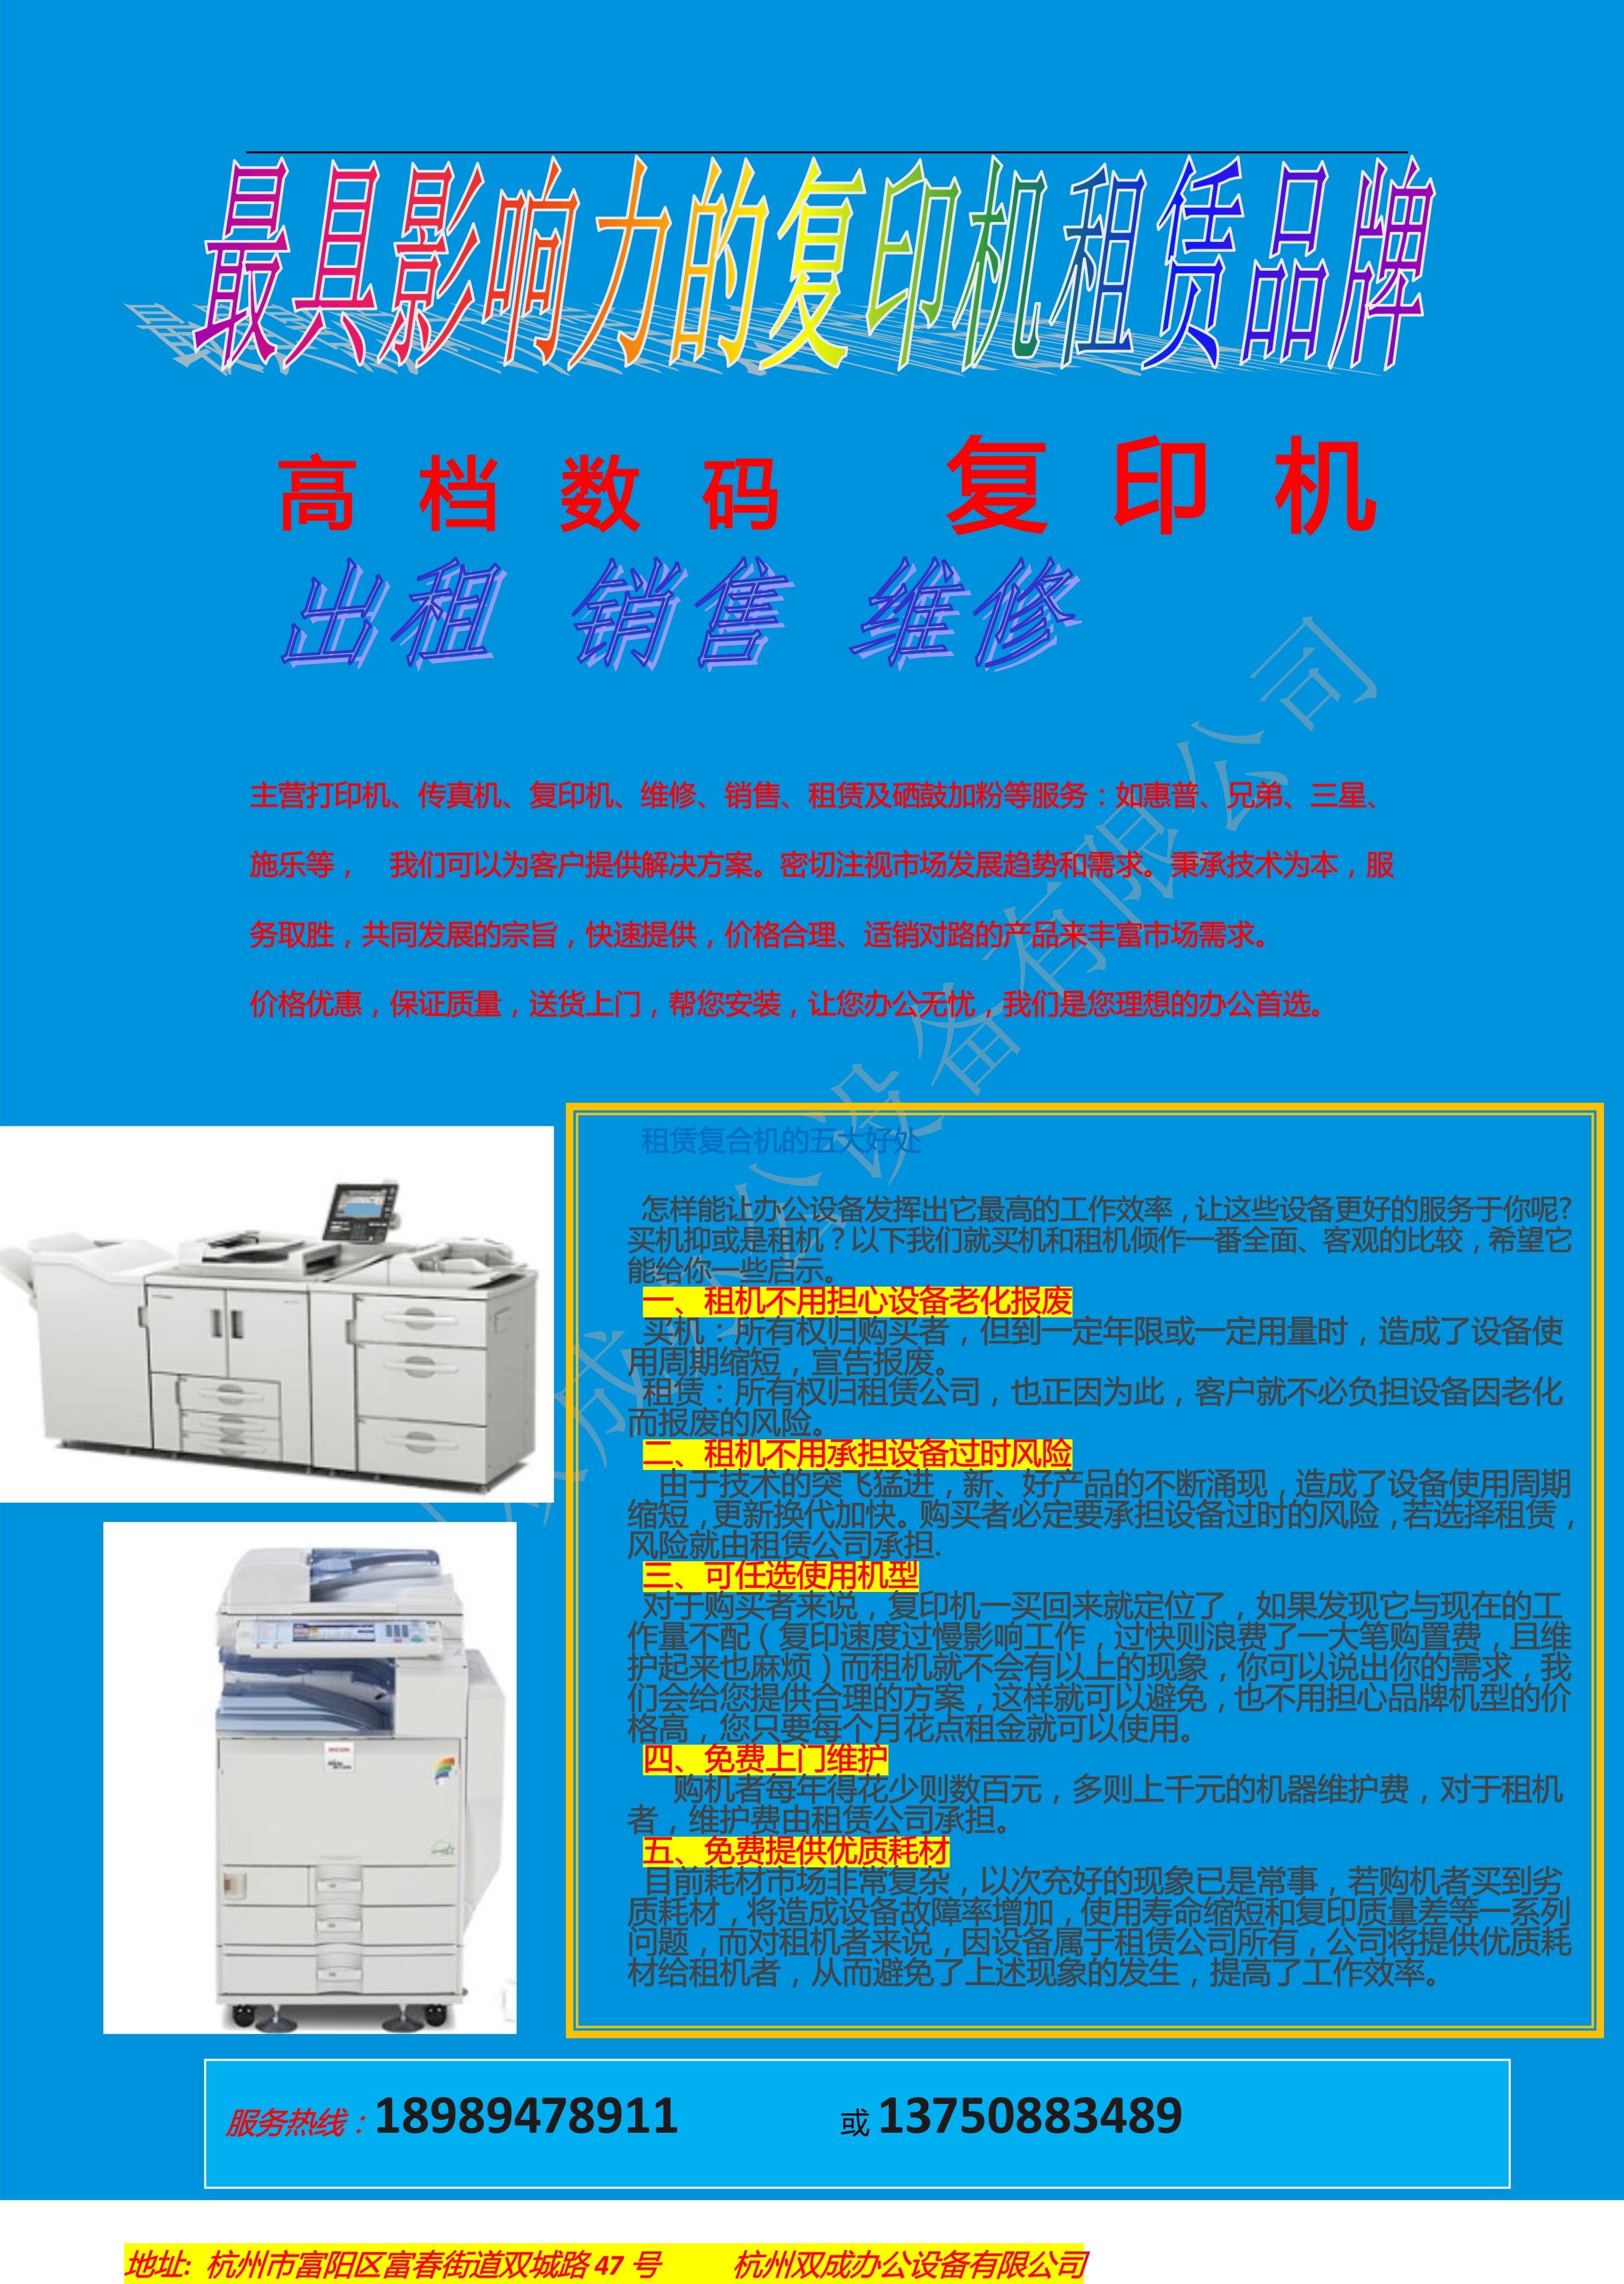 最具影响力的复印机租赁品牌
高 档 数 码 复 印 机
出租 销售 维修
主营打印机、传真机、复印机、维修、销售、租赁及硒鼓加粉等服务：如惠普、兄弟、三星、
施乐等， 我们可以为客户提供解决方案。密切注视市场发展趋势和需求。秉承技术为本，服
务取胜，共同发展的宗旨，快速提供，价格合理、适销对路的产品来丰富市场需求。
价格优惠，保证质量，送货上门，帮您安装，让您办公无忧，我们是您理想的办公首选。
租赁复合机的五大好处
怎样能让办公设备发挥出它最高的工作效率，让这些设备更好的服务于你呢？
买机抑或是租机？以下我们就买机和租机倾作一番全面、客观的比较，希望它
能给你一些启示。
一、租机不用担心设备老化报废
买机：所有权归购买者，但到一定年限或一定用量时，造成了设备使
用周期缩短，宣告报废。
租赁：所有权归租赁公司，也正因为此，客户就不必负担设备因老化
而报废的风险。
二、租机不用承担设备过时风险
由于技术的突飞猛进，新、好产品的不断涌现，造成了设备使用周期
缩短，更新换代加快。购买者必定要承担设备过时的风险，若选择租赁，
风险就由租赁公司承担.
三、可任选使用机型
对于购买者来说，复印机一买回来就定位了，如果发现它与现在的工
作量不配（复印速度过慢影响工作，过快则浪费了一大笔购置费，且维
护起来也麻烦）而租机就不会有以上的现象，你可以说出你的需求，我
们会给您提供合理的方案，这样就可以避免，也不用担心品牌机型的价
格高，您只要每个月花点租金就可以使用。
四、免费上门维护
购机者每年得花少则数百元，多则上千元的机器维护费，对于租机
者，维护费由租赁公司承担。
五、免费提供优质耗材
目前耗材市场非常复杂，以次充好的现象已是常事，若购机者买到劣
质耗材，将造成设备故障率增加，使用寿命缩短和复印质量差等一系列
问题，而对租机者来说，因设备属于租赁公司所有，公司将提供优质耗
材给租机者，从而避免了上述现象的发生，提高了工作效率。
服务热线：18989478911 或 13750883489
地址: 杭州市富阳区富春街道双城路 47 号 杭州双成办公设备有限公司